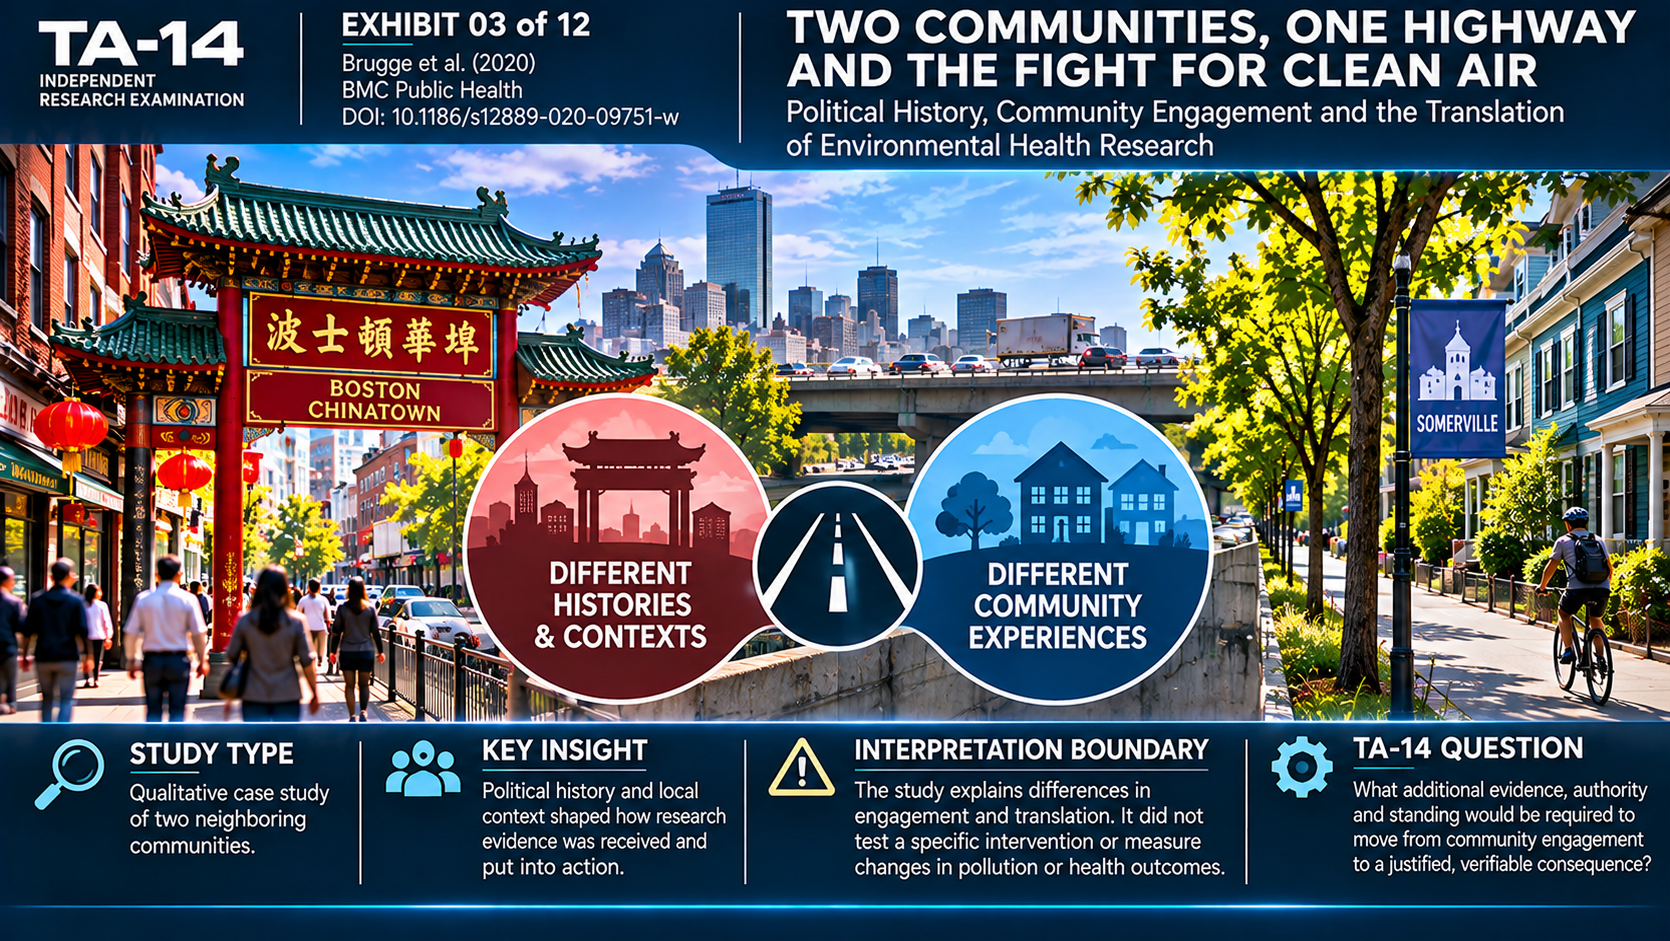 TA-14
INDEPENDENT
RESEARCH EXAMINATION
EXHIBIT 03 of 12
Brugge et al. (2020)
BMC Public Health
DOI: 10.1186/s12889-020-09751-w
TWO COMMUNITIES, ONE HIGHWAY
AND THE FIGHT FOR CLEAN AIR
Political History, Community Engagement and the Translation
of Environmental Health Research
波士頓華埠
BOSTON
CHINATOWN
SOMERVILLE
DIFFERENT
HISTORIES
& CONTEXTS
DIFFERENT
COMMUNITY
EXPERIENCES
STUDY TYPE
Qualitative case study
of two neighboring
communities.
KEY INSIGHT
Political history and local
context shaped how research
evidence was received and
put into action.
INTERPRETATION BOUNDARY
The study explains differences in
engagement and translation. It did not
test a specific intervention or measure
changes in pollution or health outcomes.
TA-14 QUESTION
What additional evidence, authority
and standing would be required to
move from community engagement
to a justified, verifiable consequence?